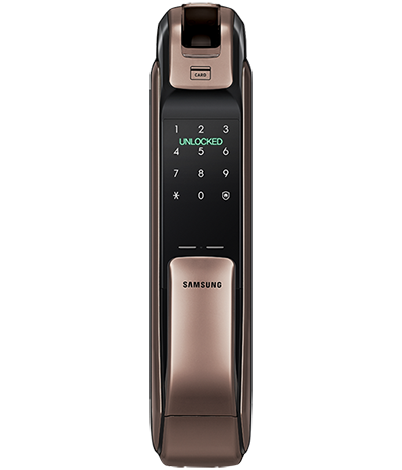 CARD
1 2 3
UNLOCKED
4 5 6
7 8 9
* 0
SAMSUNG